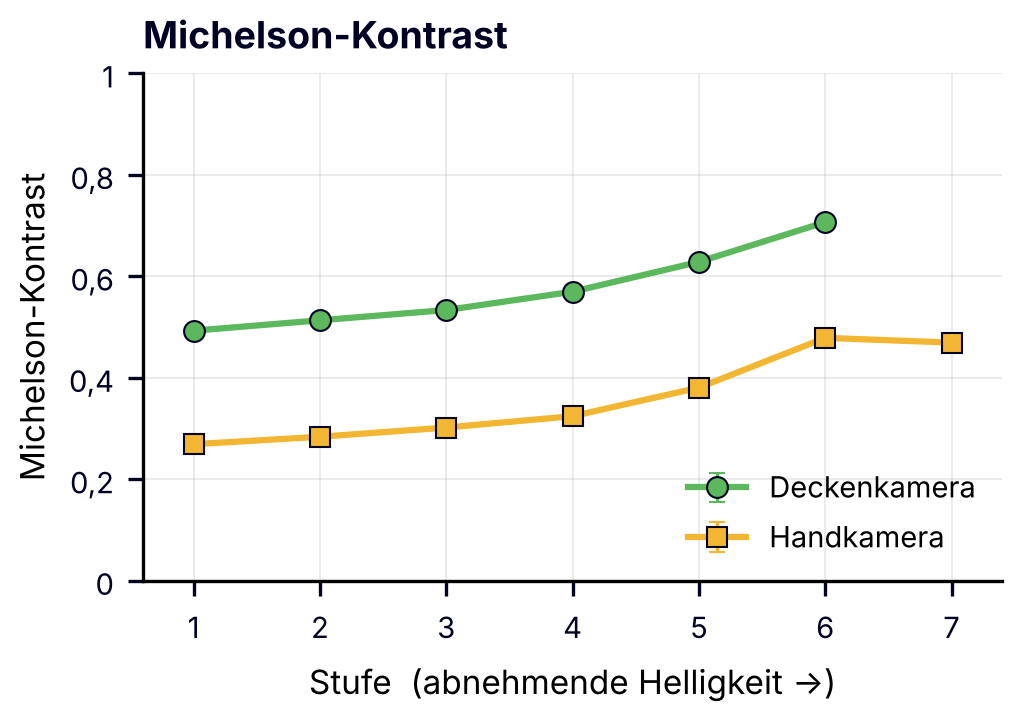 Michelson-Kontrast
Michelson-Kontrast
1
0,8
0,6
0,4
0,2
0
Deckenkamera
Handkamera
1 2 3 4 5 6 7
Stufe (abnehmende Helligkeit →)